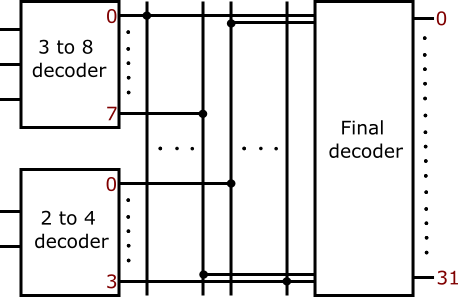 0
3 to 8
decoder
7
0
2 to 4
decoder
3
Final
decoder
0
31